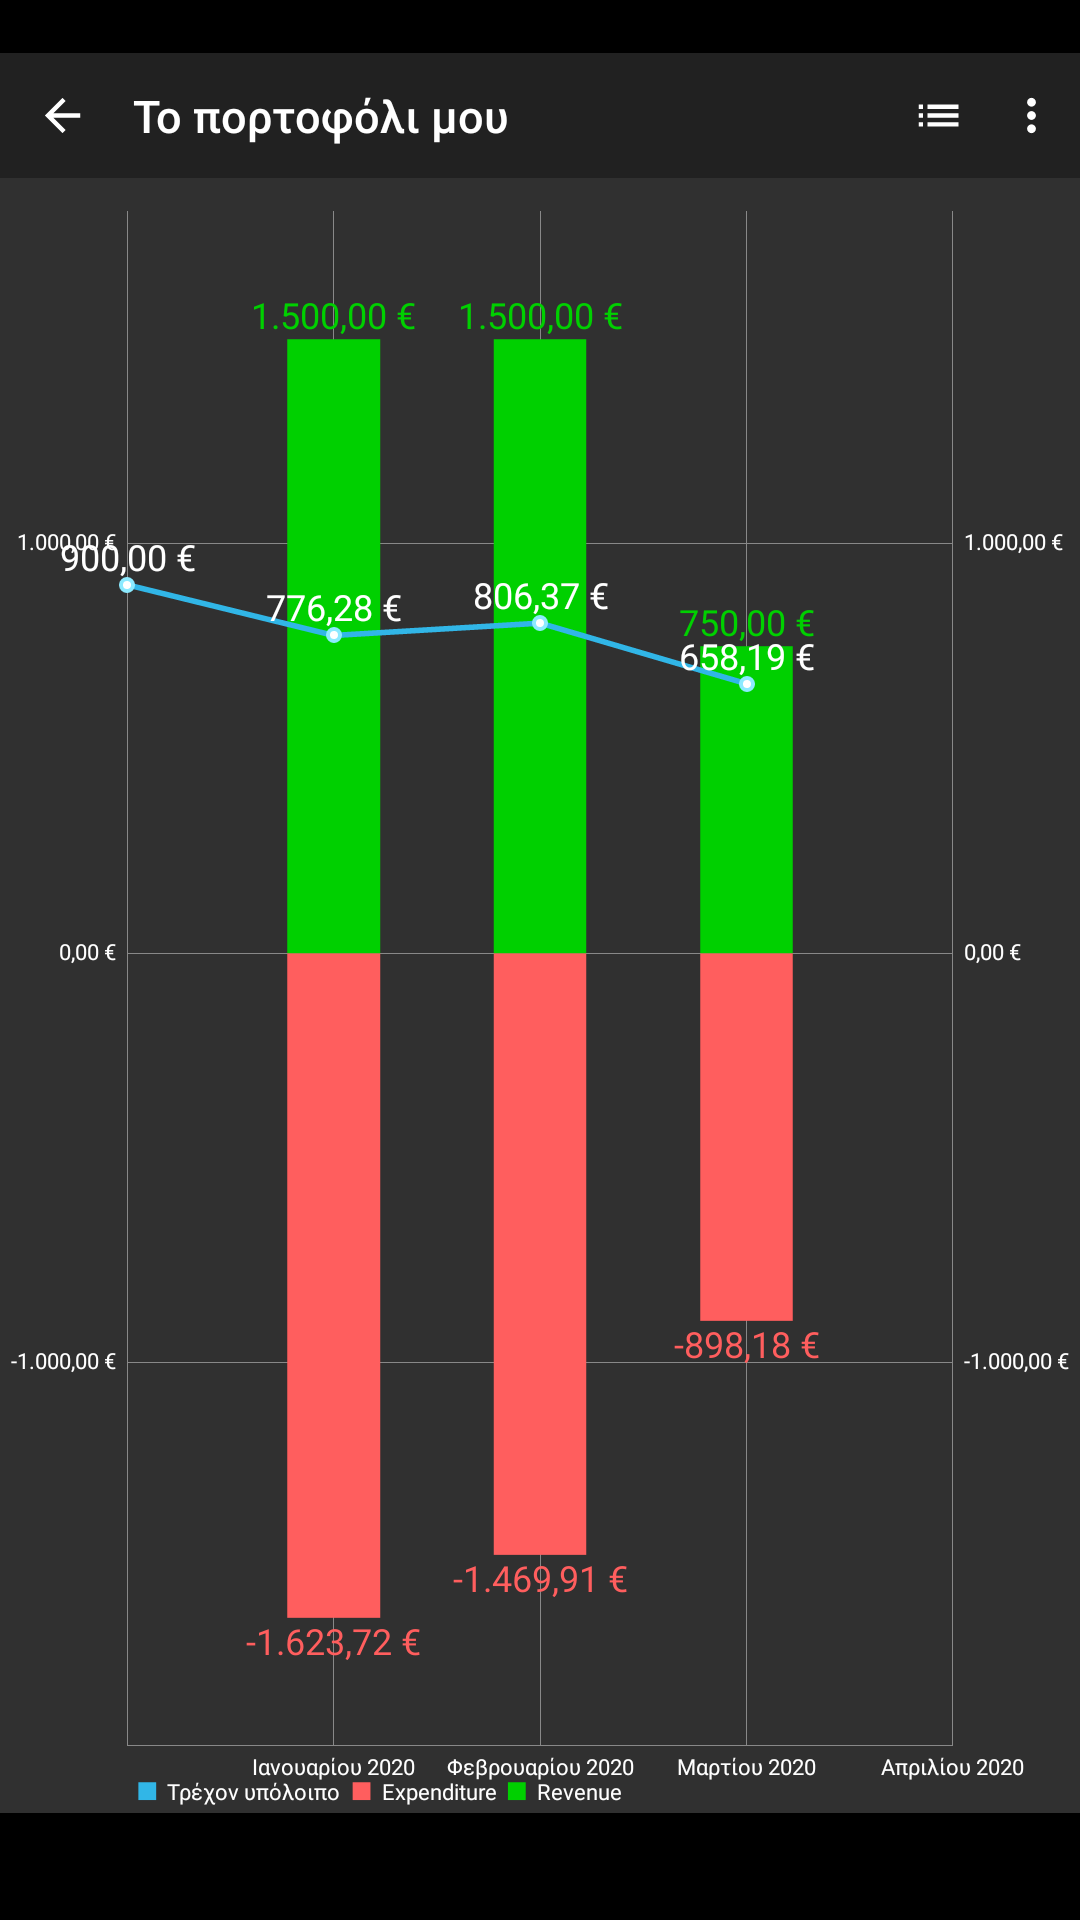 Το πορτοφόλι μου
1.500,00 € 1.500,00 €
1.000,00 € 1.000,00 €
900,00 €
776,28 € 806,37 €
750,00 €
658,19 €
0,00 € 0,00 €
-898,18 €
-1.000,00 € -1.000,00 €
-1.469,91 €
-1.623,72 €
Ιανουαρίου 2020 Φεβρουαρίου 2020 Μαρτίου 2020 Απριλίου 2020
Τρέχον υπόλοιπο Expenditure Revenue